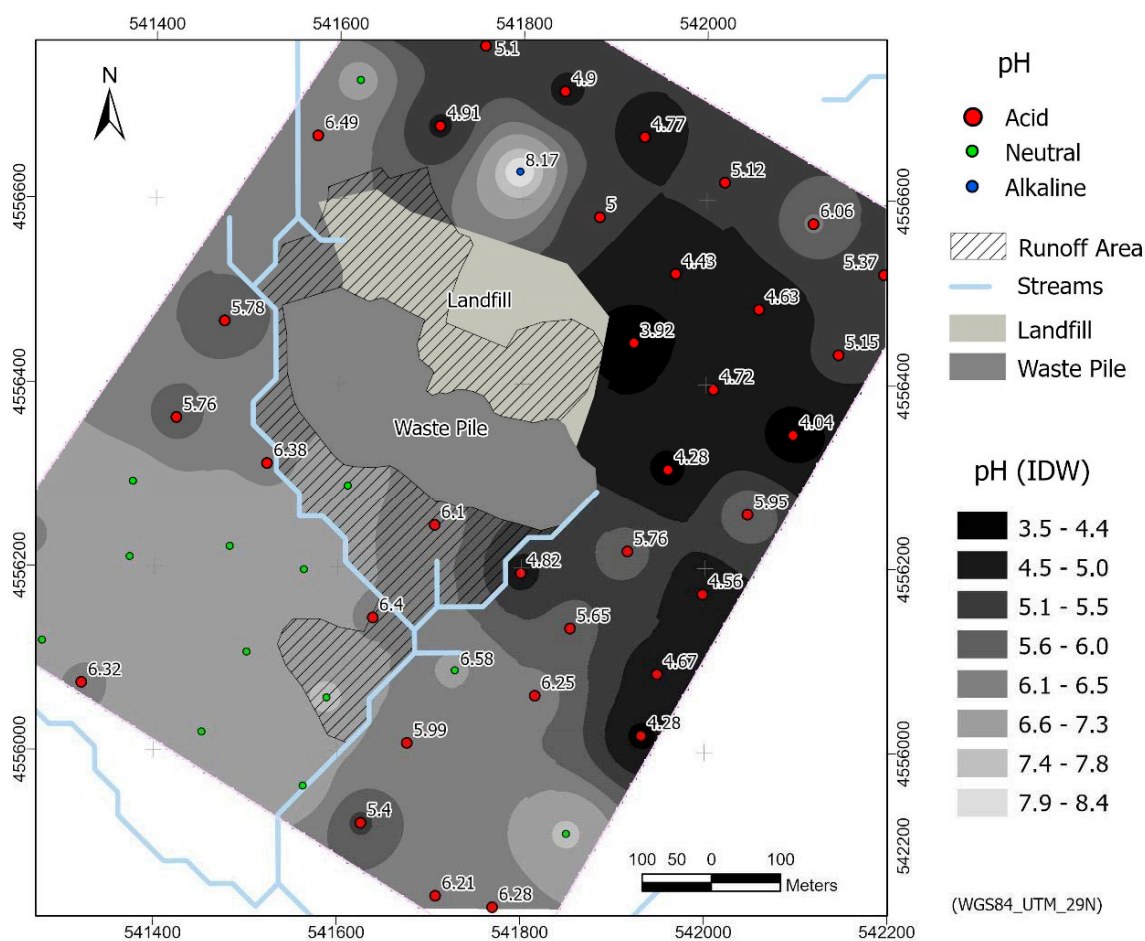 541400 541600 541800 542000
N
5.1
4.9
4.91
4.77
6.49
8.17
5.12
4556600
4556600
5
6.06
4.43
5.37
4.63
5.78
Landfill
3.92
5.15
4556400
4556400
4.72
5.76
Waste Pile
4.04
6.38
4.28
5.95
6.1
5.76
4556200
4556200
4.82
4.56
6.4
5.65
6.58
4.67
6.32
6.25
5.99
4.28
4556000
4556000
5.4
542200
100 50 0 100
Meters
6.21
6.28
541400 541600 541800 542000 542200
pH
Acid
Neutral
Alkaline
Runoff Area
Streams
Landfill
Waste Pile
pH (IDW)
3.5 - 4.4
4.5 - 5.0
5.1 - 5.5
5.6 - 6.0
6.1 - 6.5
6.6 - 7.3
7.4 - 7.8
7.9 - 8.4
(WGS84_UTM_29N)